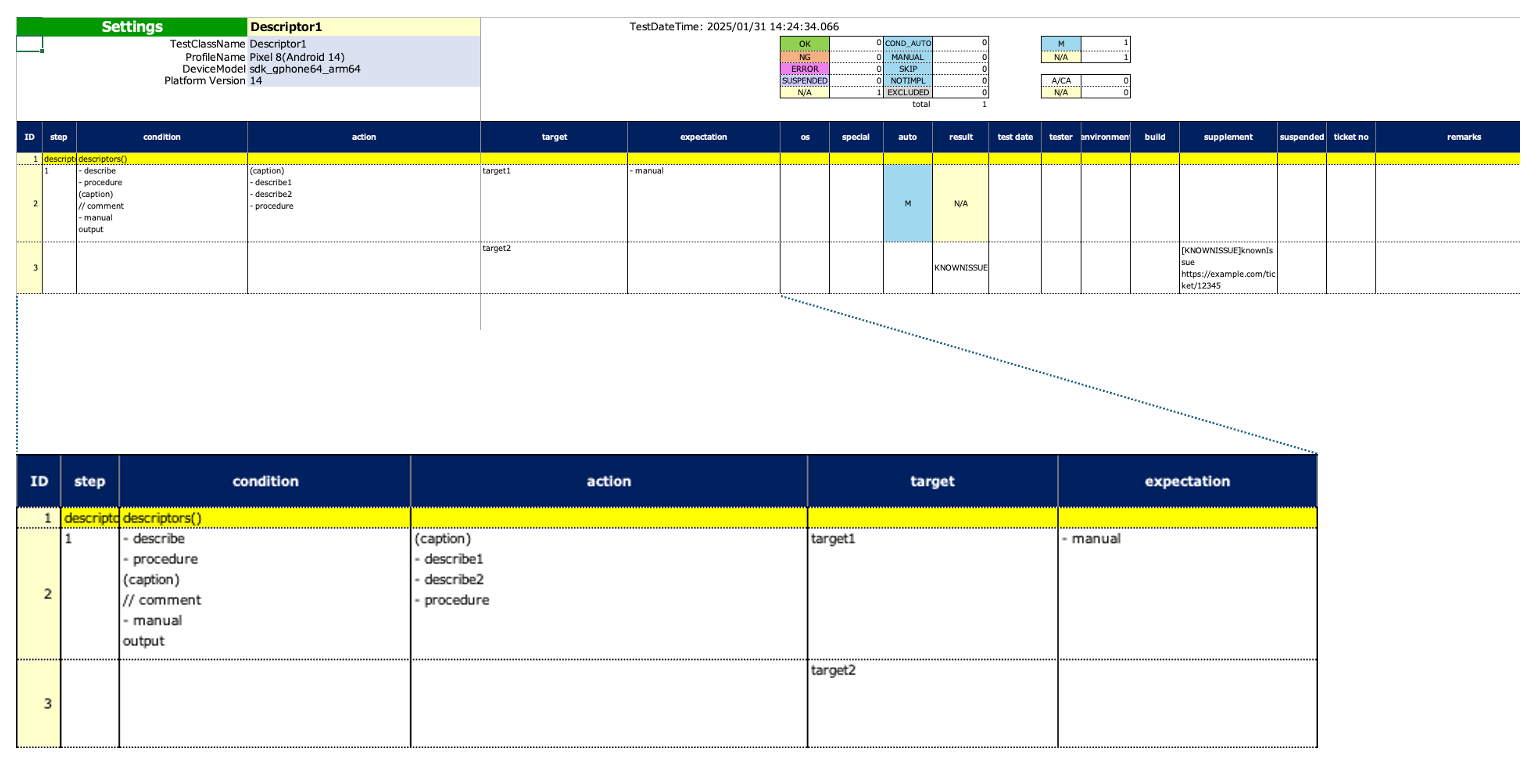 Settings Descriptor1 TestDateTime: 2025/01/31 14:24:34.066
TestClassName Descriptor1 OK 0 COND_AUTO 0 M 1
ProfileName Pixel 8(Android 14) NG 0 MANUAL 0 N/A 1
DeviceModel sdk_gphone64_arm64 ERROR 0 SKIP 0
Platform Version 14 SUSPENDED 0 NOTIMPL 0 A/CA 0
N/A 1 EXCLUDED 0 N/A 0
total 1
ID step condition action target expectation os special auto result test date tester environment build supplement suspended ticket no remarks
1 descripto descriptors()
2 1 - describe (caption) target1 - manual M N/A
- procedure - describe1
(caption) - describe2
// comment - procedure
- manual
output
3 target2 KNOWNISSUE [KNOWNISSUE]knownIs
sue
https://example.com/tic
ket/12345
ID step condition action target expectation
1 descripto descriptors()
2 1 - describe (caption) target1 - manual
- procedure - describe1
(caption) - describe2
// comment - procedure
- manual
output
3 target2